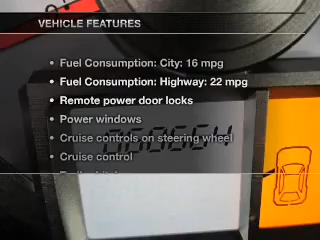 VEHICLE FEATURES
• Fuel Consumption: City: 16 mpg
• Fuel Consumption: Highway: 22 mpg
• Remote power door locks
• Power windows
• Cruise controls on steering wheel
• Cruise control